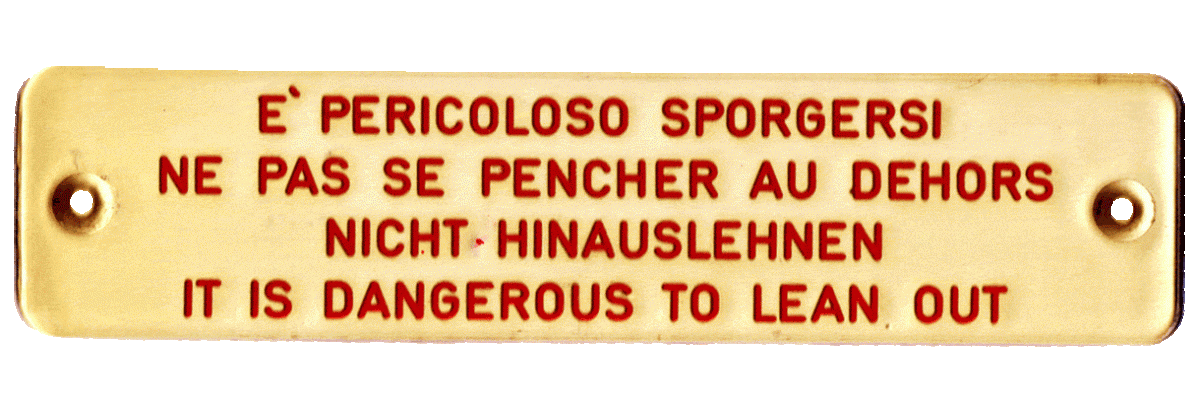 E` PERICOLOSO SPORGERSI
NE PAS SE PENCHER AU DEHORS
NICHT HINAUSLEHNEN
IT IS DANGEROUS TO LEAN OUT